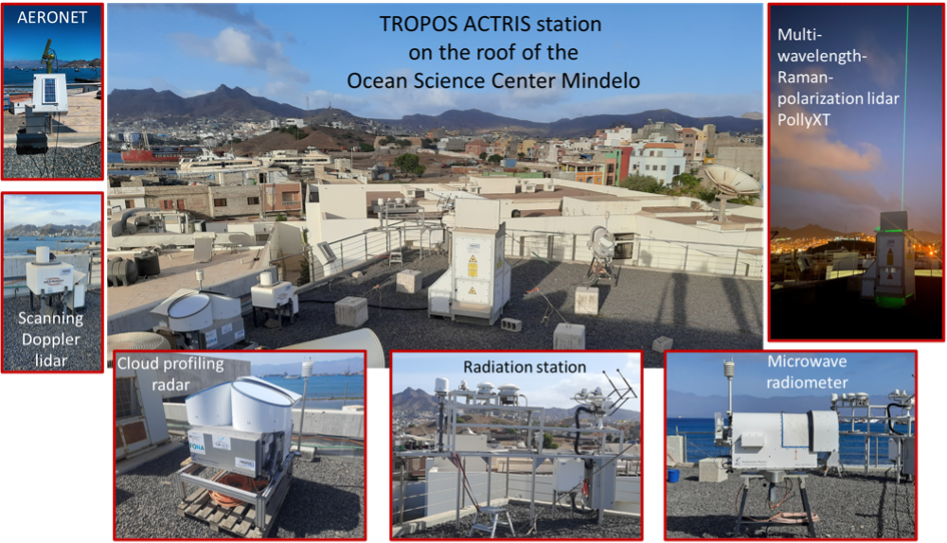 AERONET
TROPOS ACTRIS station
on the roof of the
Ocean Science Center Mindelo
Multi-
wavelength-
Raman-
polarization lidar
PollyXT
Scanning
Doppler
lidar
Cloud profiling
radar
Radiation station
Microwave
radiometer